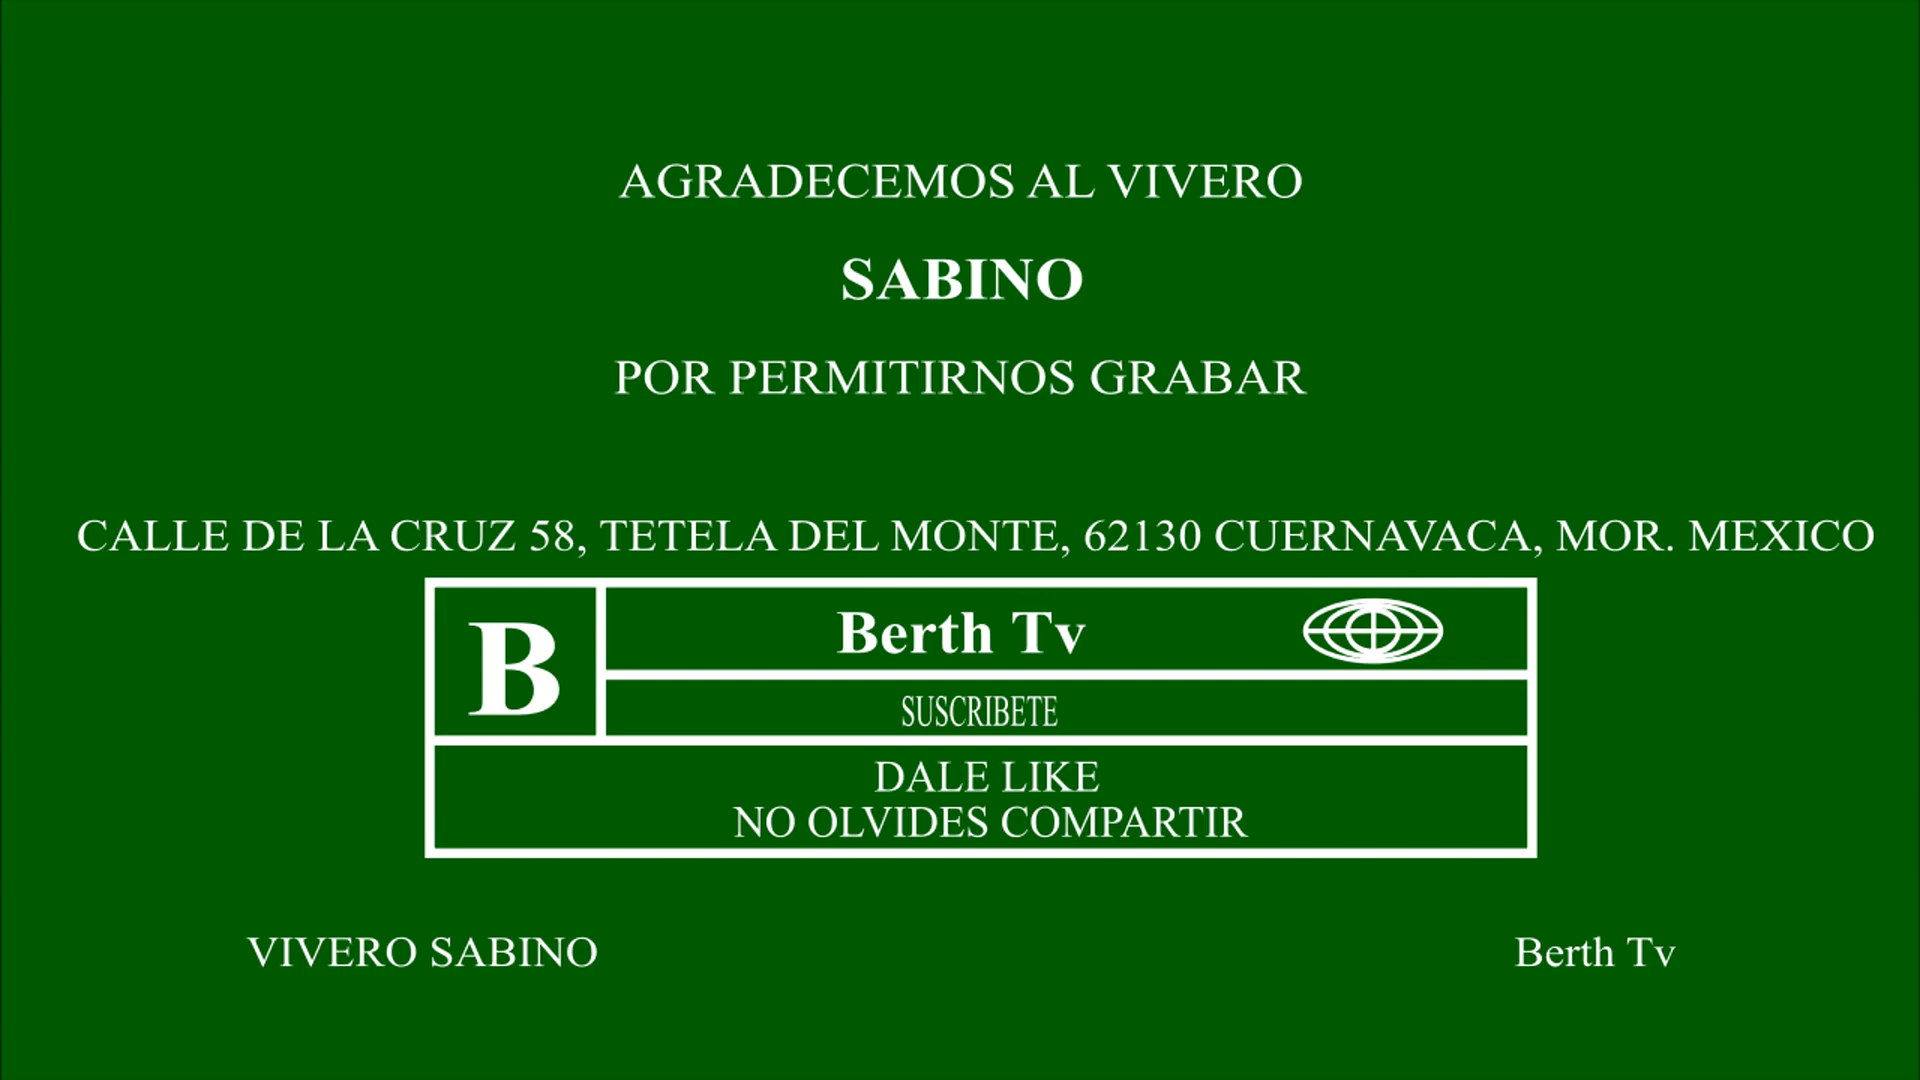 AGRADECEMOS AL VIVERO
SABINO
POR PERMITIRNOS GRABAR
CALLE DE LA CRUZ 58, TETELA DEL MONTE, 62130 CUERNAVACA, MOR. MEXICO
B
Berth Tv
SUSCRIBETE
DALE LIKE
NO OLVIDES COMPARTIR
VIVERO SABINO
Berth Tv